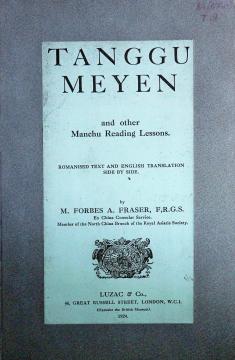 TANGGU
MEYEN
and other
Manchu Reading Lessons.
ROMANISED TEXT AND ENGLISH TRANSLATION
SIDE BY SIDE.
by
M. FORBES A. FRASER, F.R.G.S.
Ex China Consular Service.
Member of the North China Branch of the Royal Asiatic Society.
LUZAC & Co.,
46, GREAT RUSSELL STREET, LONDON, W.C.1.
(Opposite the British Museum).
1924.